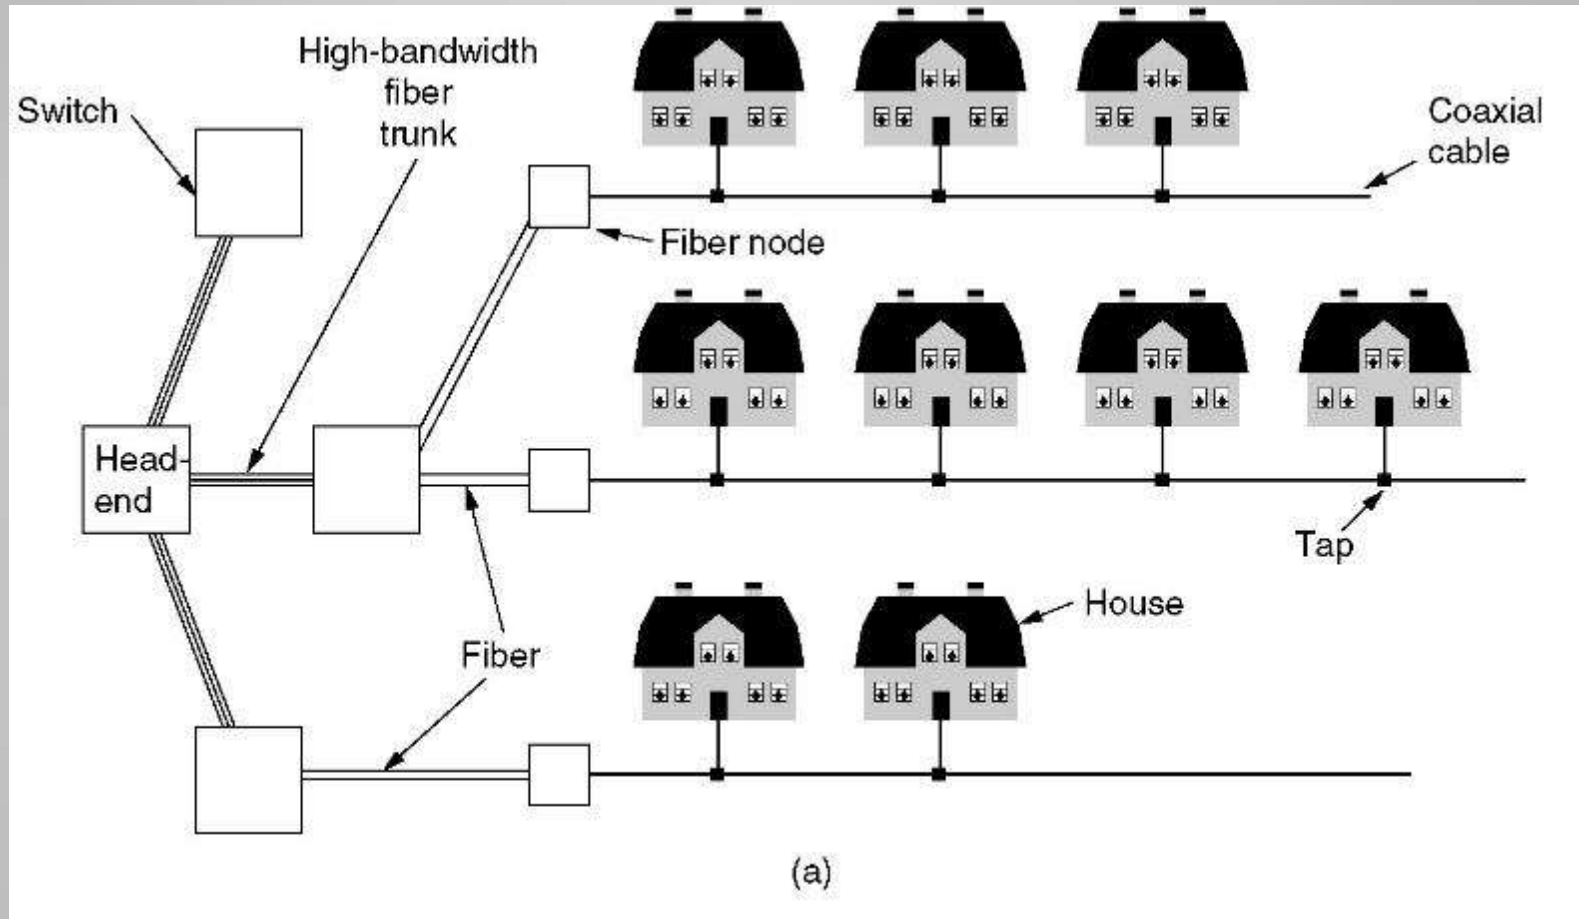 High-bandwidth
fiber
trunk
Switch
Coaxial
cable
Fiber node
Head-
end
Tap
House
Fiber
(a)